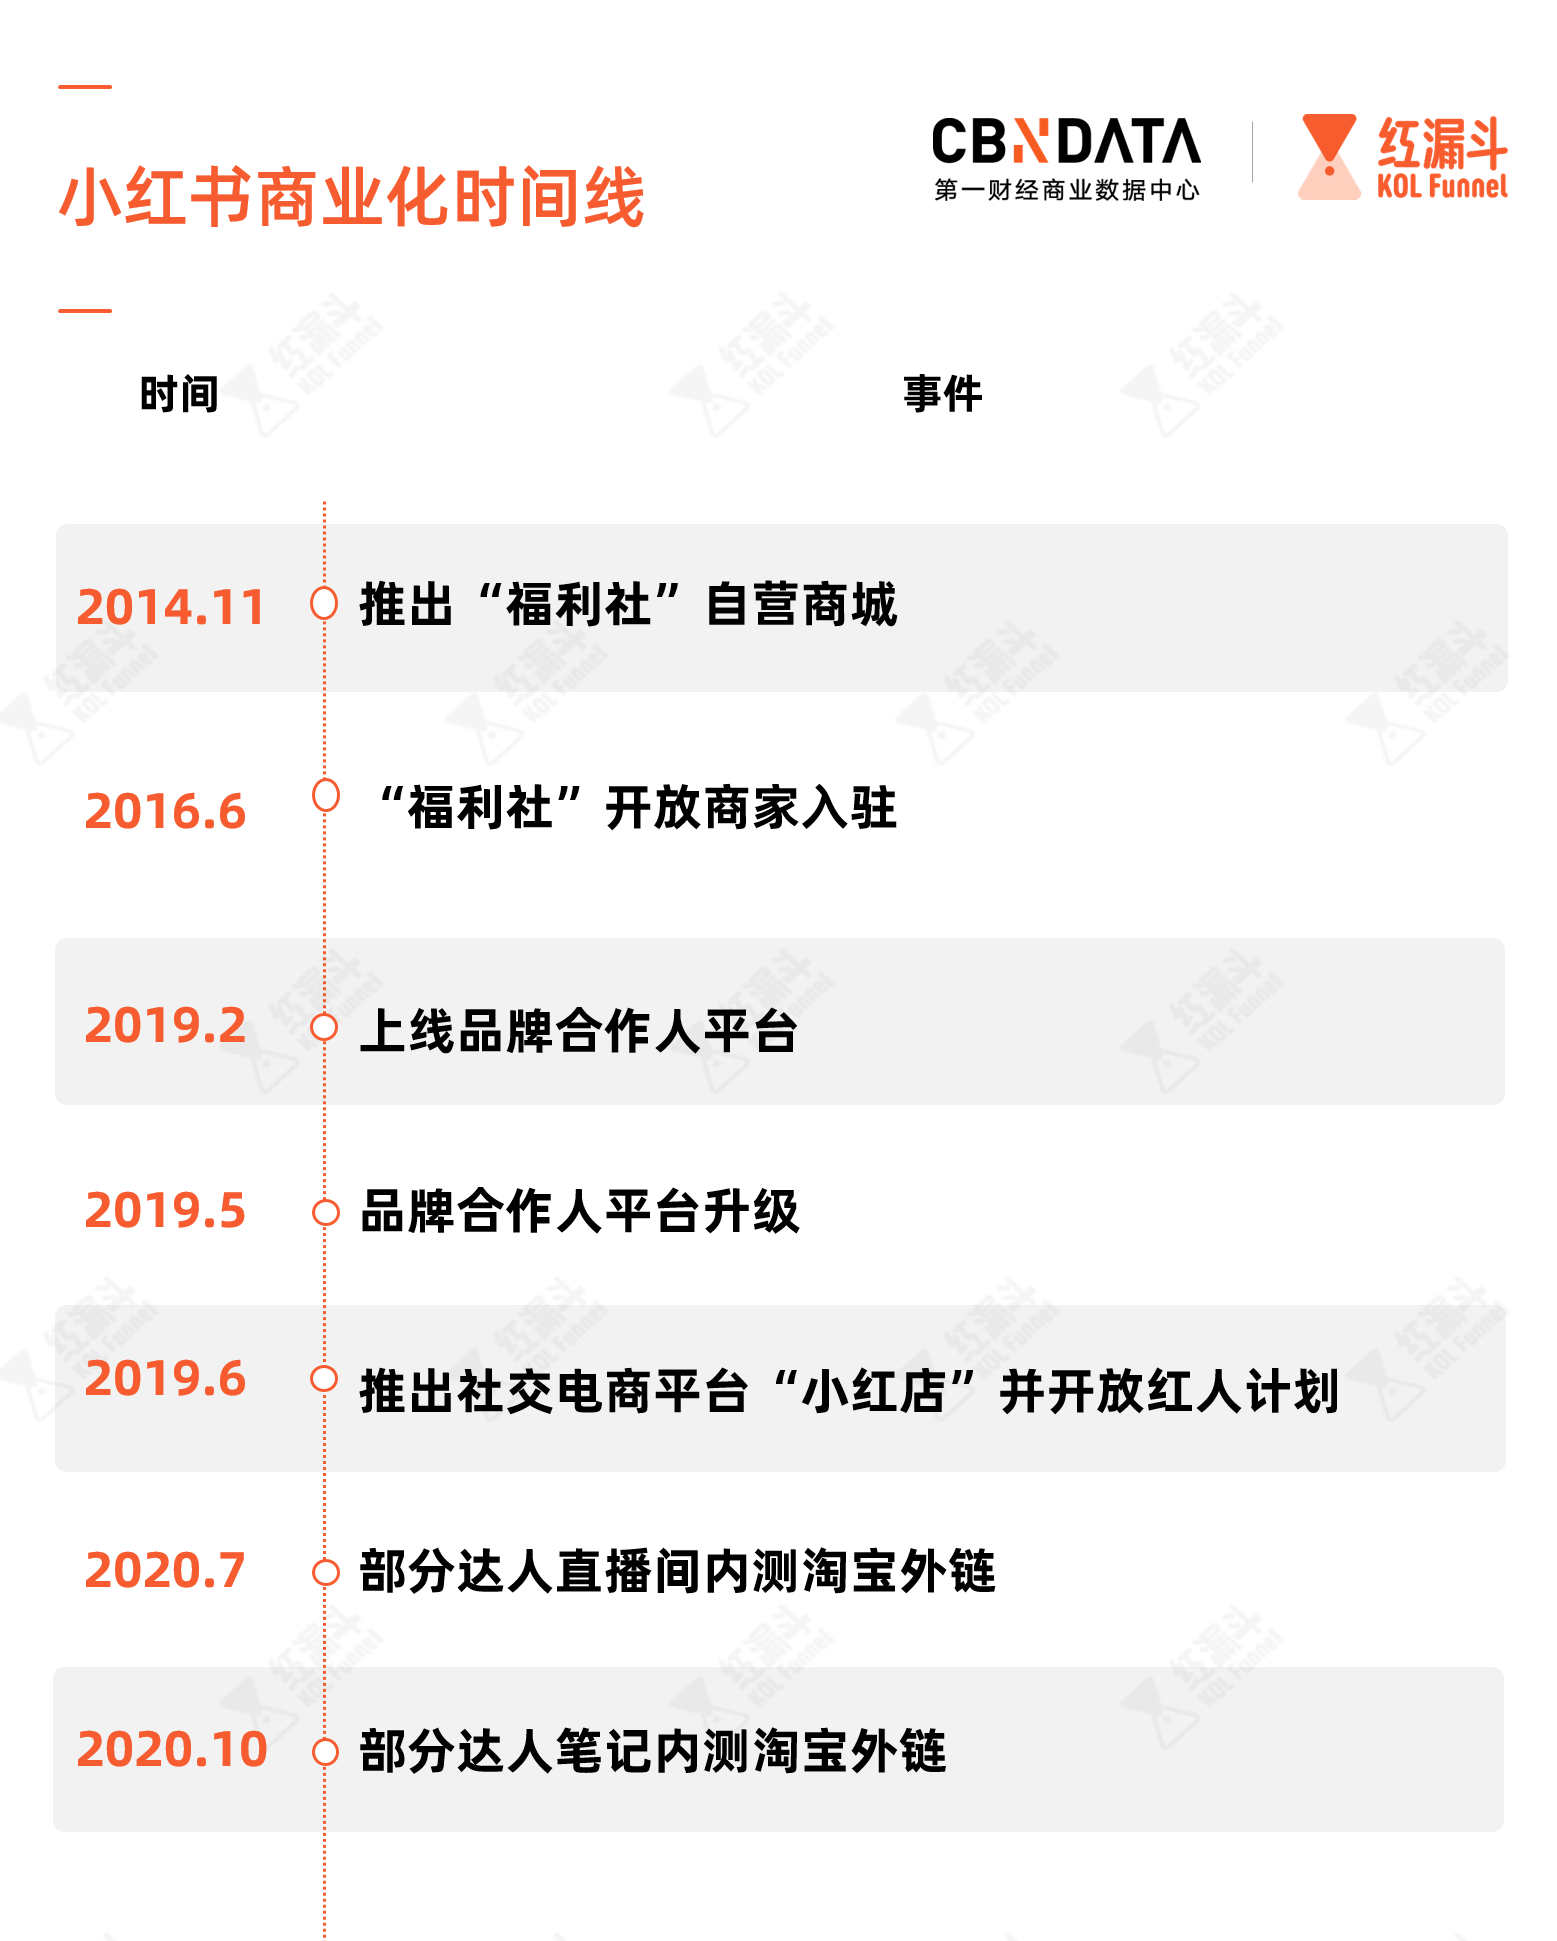 小红书商业化时间线
CBNDATA
第一财经商业数据中心
红漏斗
KOL Funnel
时间 事件
2014.11 推出“福利社”自营商城
2016.6 “福利社”开放商家入驻
2019.2 上线品牌合作人平台
2019.5 品牌合作人平台升级
2019.6 推出社交电商平台“小红店”并开放红人计划
2020.7 部分达人直播间内测淘宝外链
2020.10 部分达人笔记内测淘宝外链